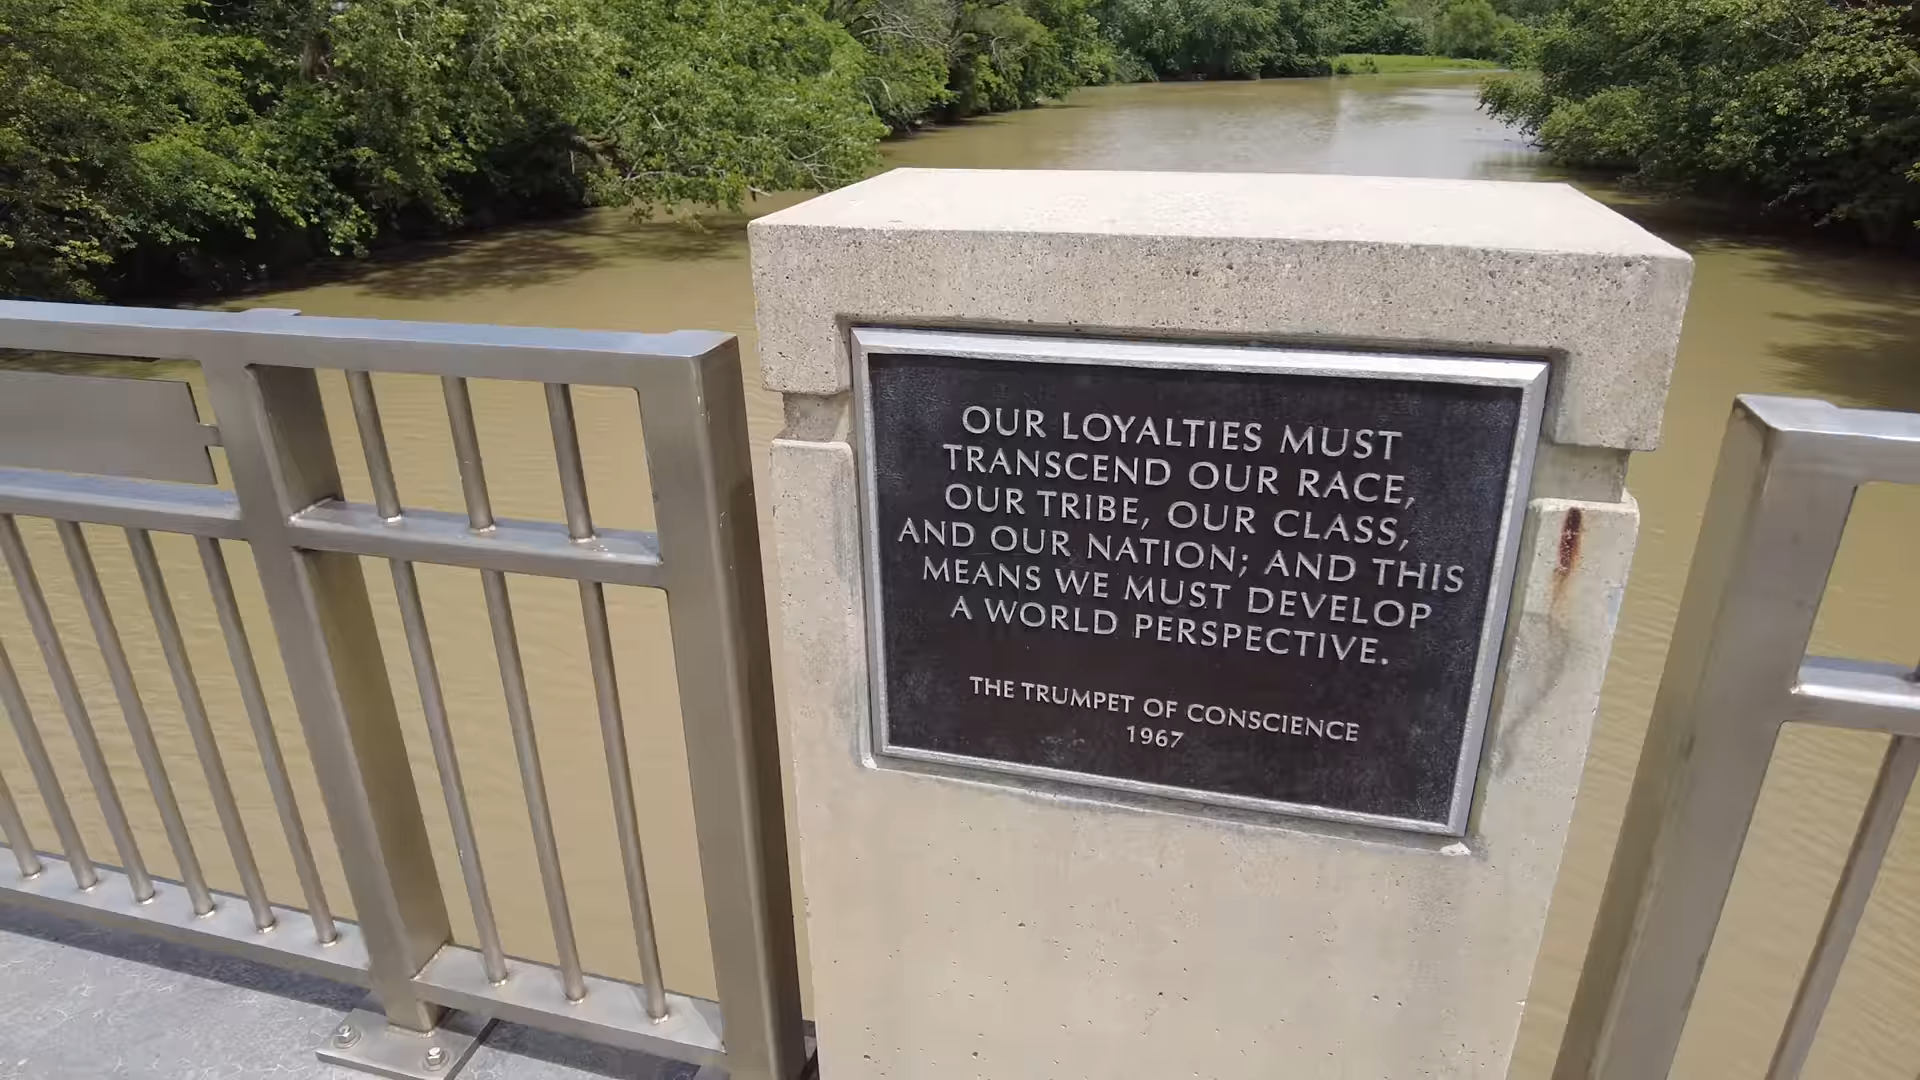 OUR LOYALTIES MUST
TRANSCEND OUR RACE,
OUR TRIBE, OUR CLASS,
AND OUR NATION; AND THIS
MEANS WE MUST DEVELOP
A WORLD PERSPECTIVE.
THE TRUMPET OF CONSCIENCE
1967